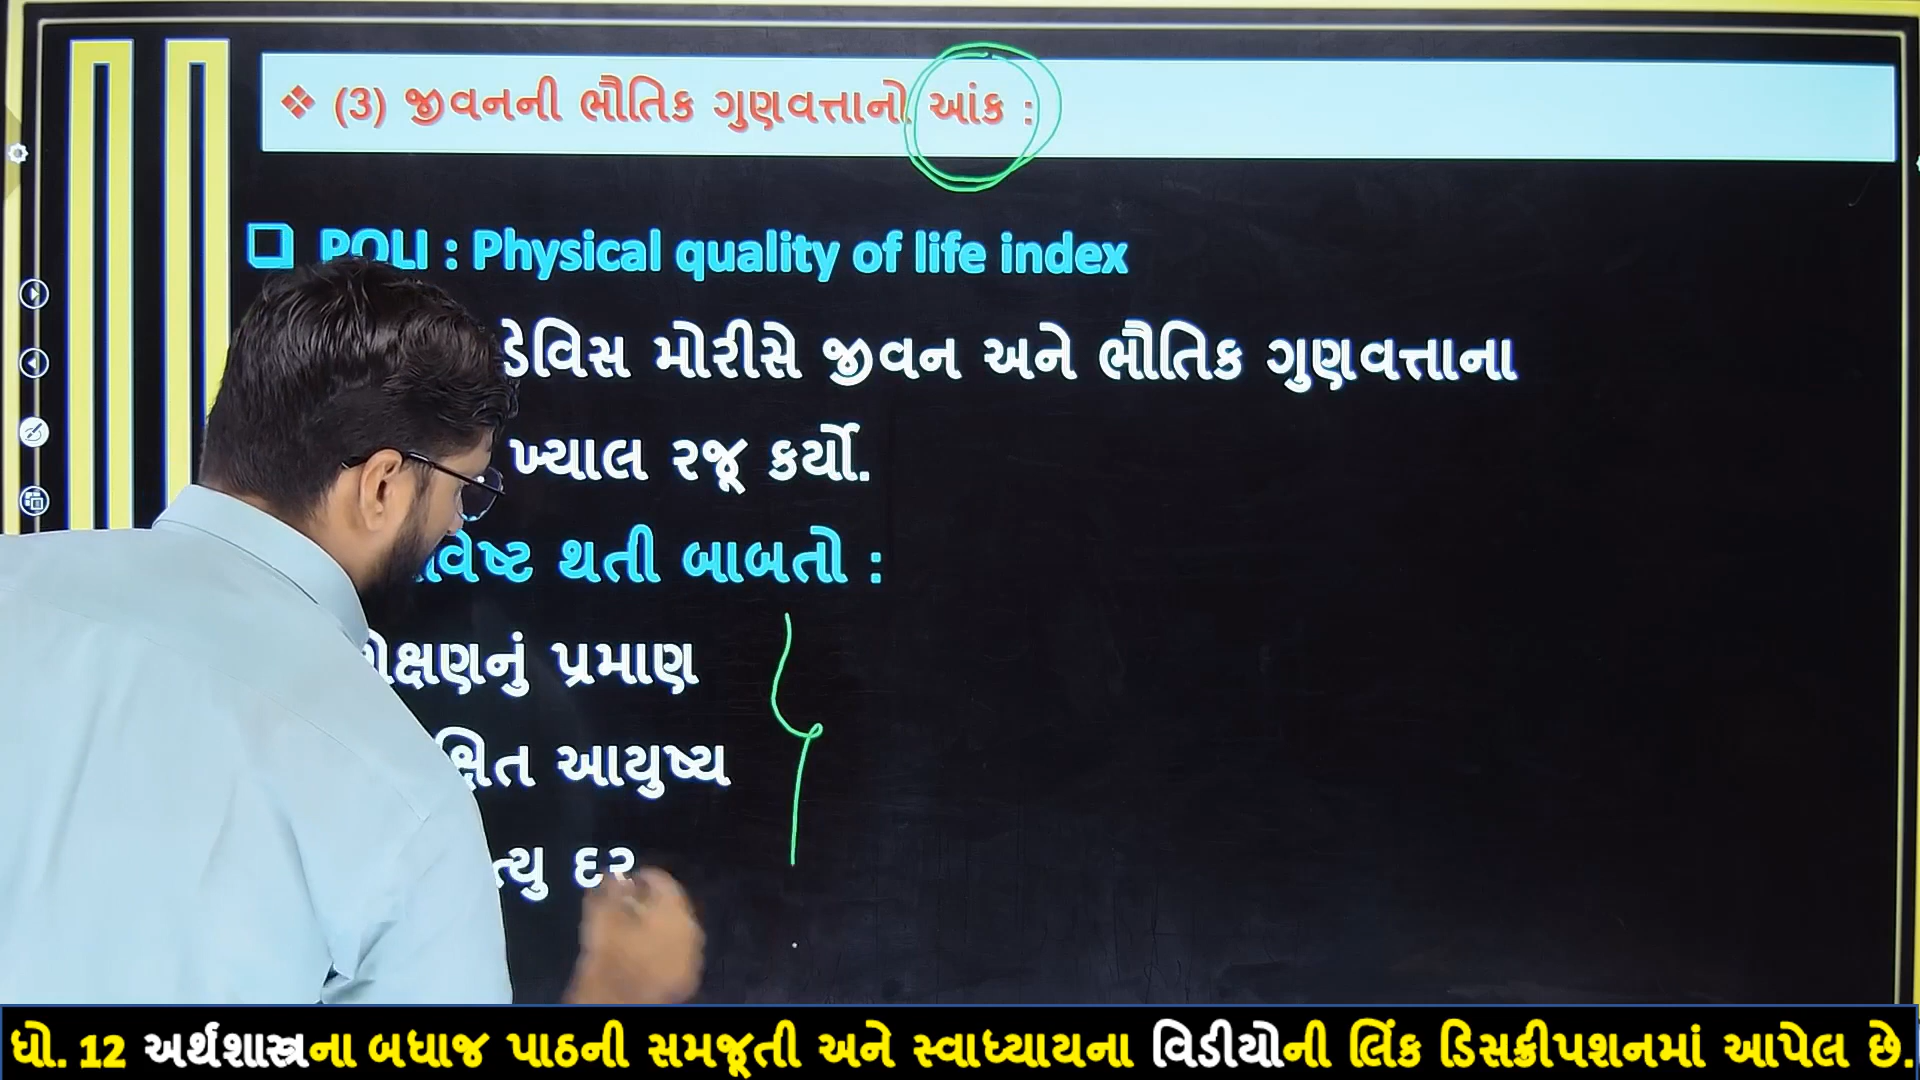 ❖ (3) જીવનની ભૌતિક ગુણવત્તાનો આંક :
PQLI : Physical quality of life index
ડેવિસ મોરીસે જીવન અને ભૌતિક ગુણવત્તાના
ખ્યાલ રજૂ કર્યો.
થતી બાબતો :
પ્રમાણ
આયુષ્ય
દર
ધો. 12 અર્થશાસ્ત્રના બધાજ પાઠની સમજૂતી અને સ્વાધ્યાયના વિડીયોની લિંક ડિસક્રીપશનમાં આપેલ છે.